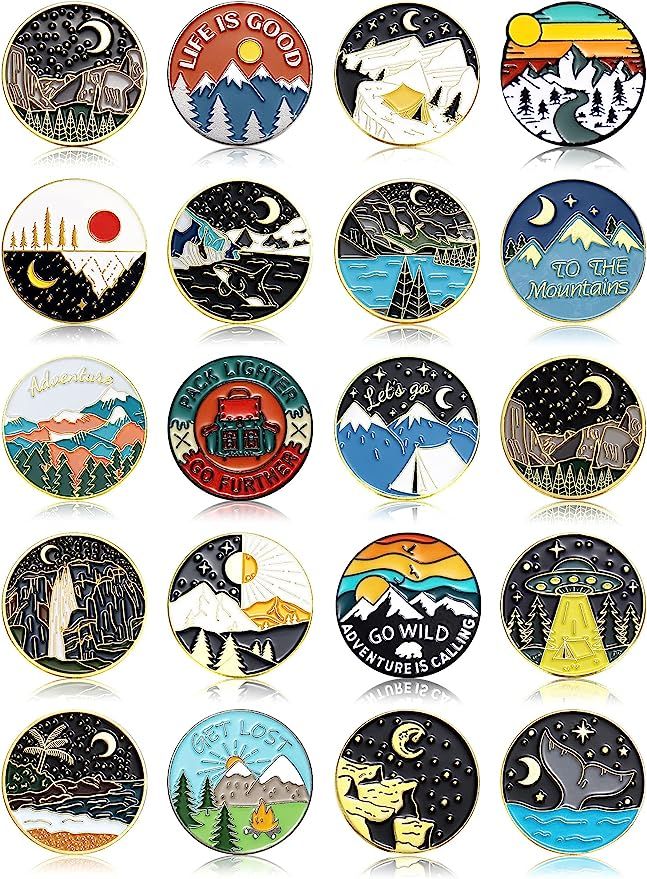 LIFE IS GOOD
TO THE
Mountains
Adventure
PACK LIGHTER
GO FURTHER
Let's go
GO WILD
ADVENTURE IS CALLING
GET LOST